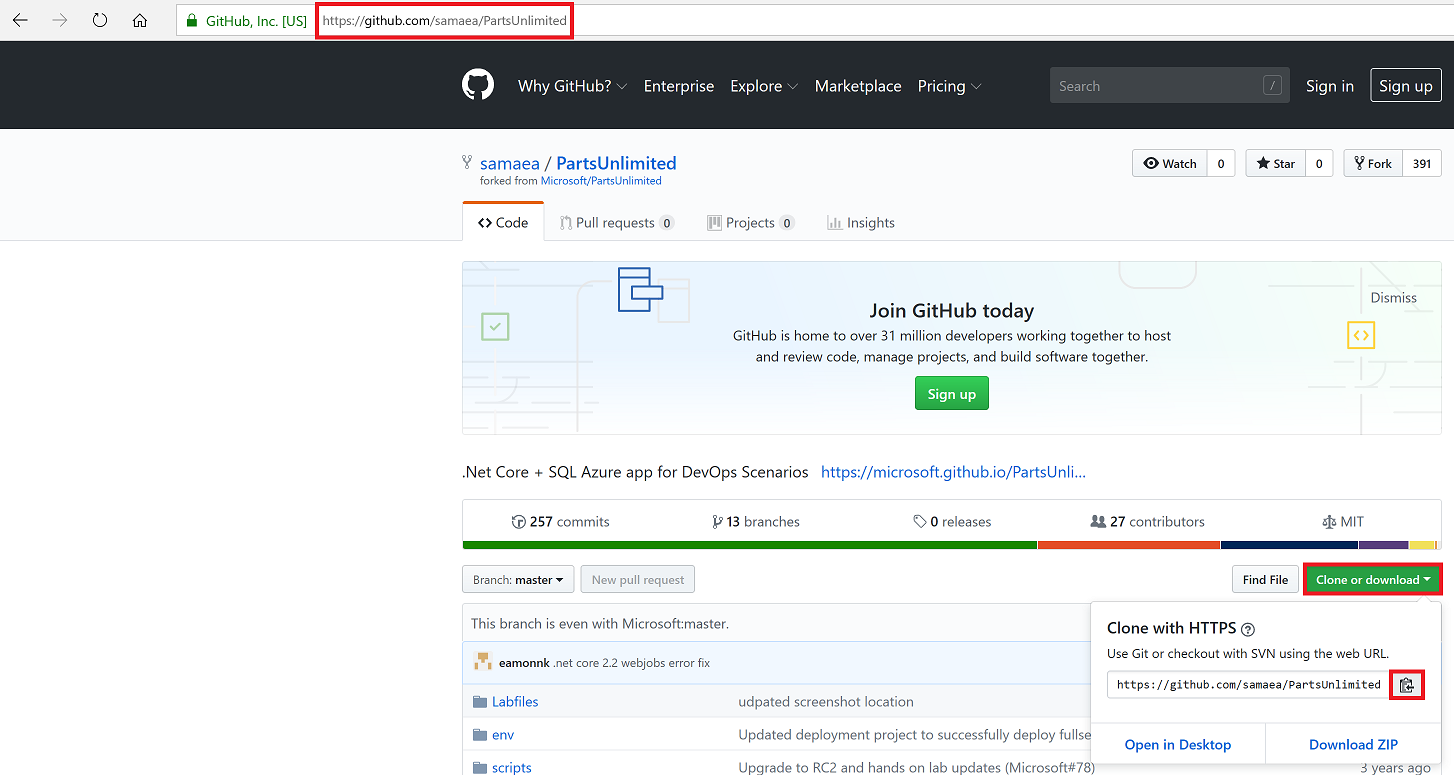 GitHub, Inc. [US] https://github.com/samaea/PartsUnlimited
Why GitHub? Enterprise Explore Marketplace Pricing Search / Sign in Sign up
samaea / PartsUnlimited Watch 0 Star 0 Fork 391
forked from Microsoft/PartsUnlimited
<> Code Pull requests 0 Projects 0 Insights
Dismiss
Join GitHub today
GitHub is home to over 31 million developers working together to host
and review code, manage projects, and build software together.
Sign up
.Net Core + SQL Azure app for DevOps Scenarios https://microsoft.github.io/PartsUnli...
257 commits 13 branches 0 releases 27 contributors MIT
Branch: master New pull request Find File Clone or download
This branch is even with Microsoft:master.
Clone with HTTPS ?
Use Git or checkout with SVN using the web URL.
https://github.com/samaea/PartsUnlimited
Open in Desktop Download ZIP
eamonnk .net core 2.2 webjobs error fix
Labfiles udpated screenshot location
env Updated deployment project to successfully deploy fullse
scripts Upgrade to RC2 and hands on lab updates (Microsoft#78) 3 years ago